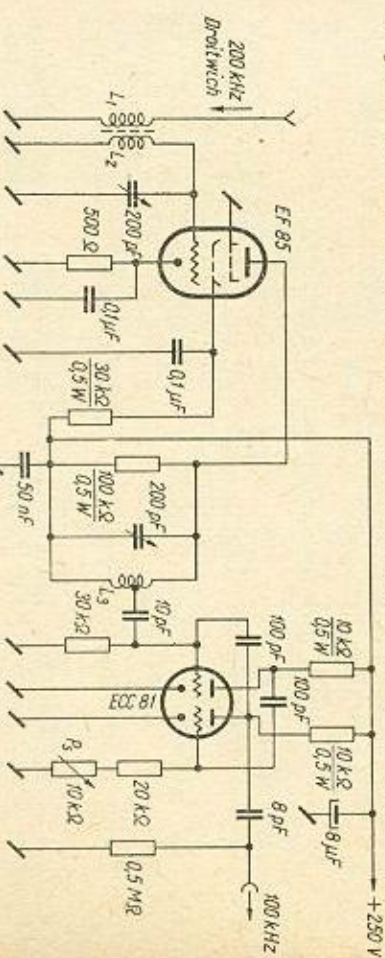 200 kHz
Droitwich
L₁
L₂
200 pF
500 Ω
0,1 µF
EF 85
0,1 µF
30 kΩ
0,5 W
50 nF
100 kΩ
0,5 W
200 pF
L₃
10 pF
30 kΩ
100 pF
ECC 81
100 pF
10 kΩ
0,5 W
10 kΩ
0,5 W
8 µF
+ 250 V
P₅
10 kΩ
20 kΩ
8 pF
0,5 MΩ
100 kHz